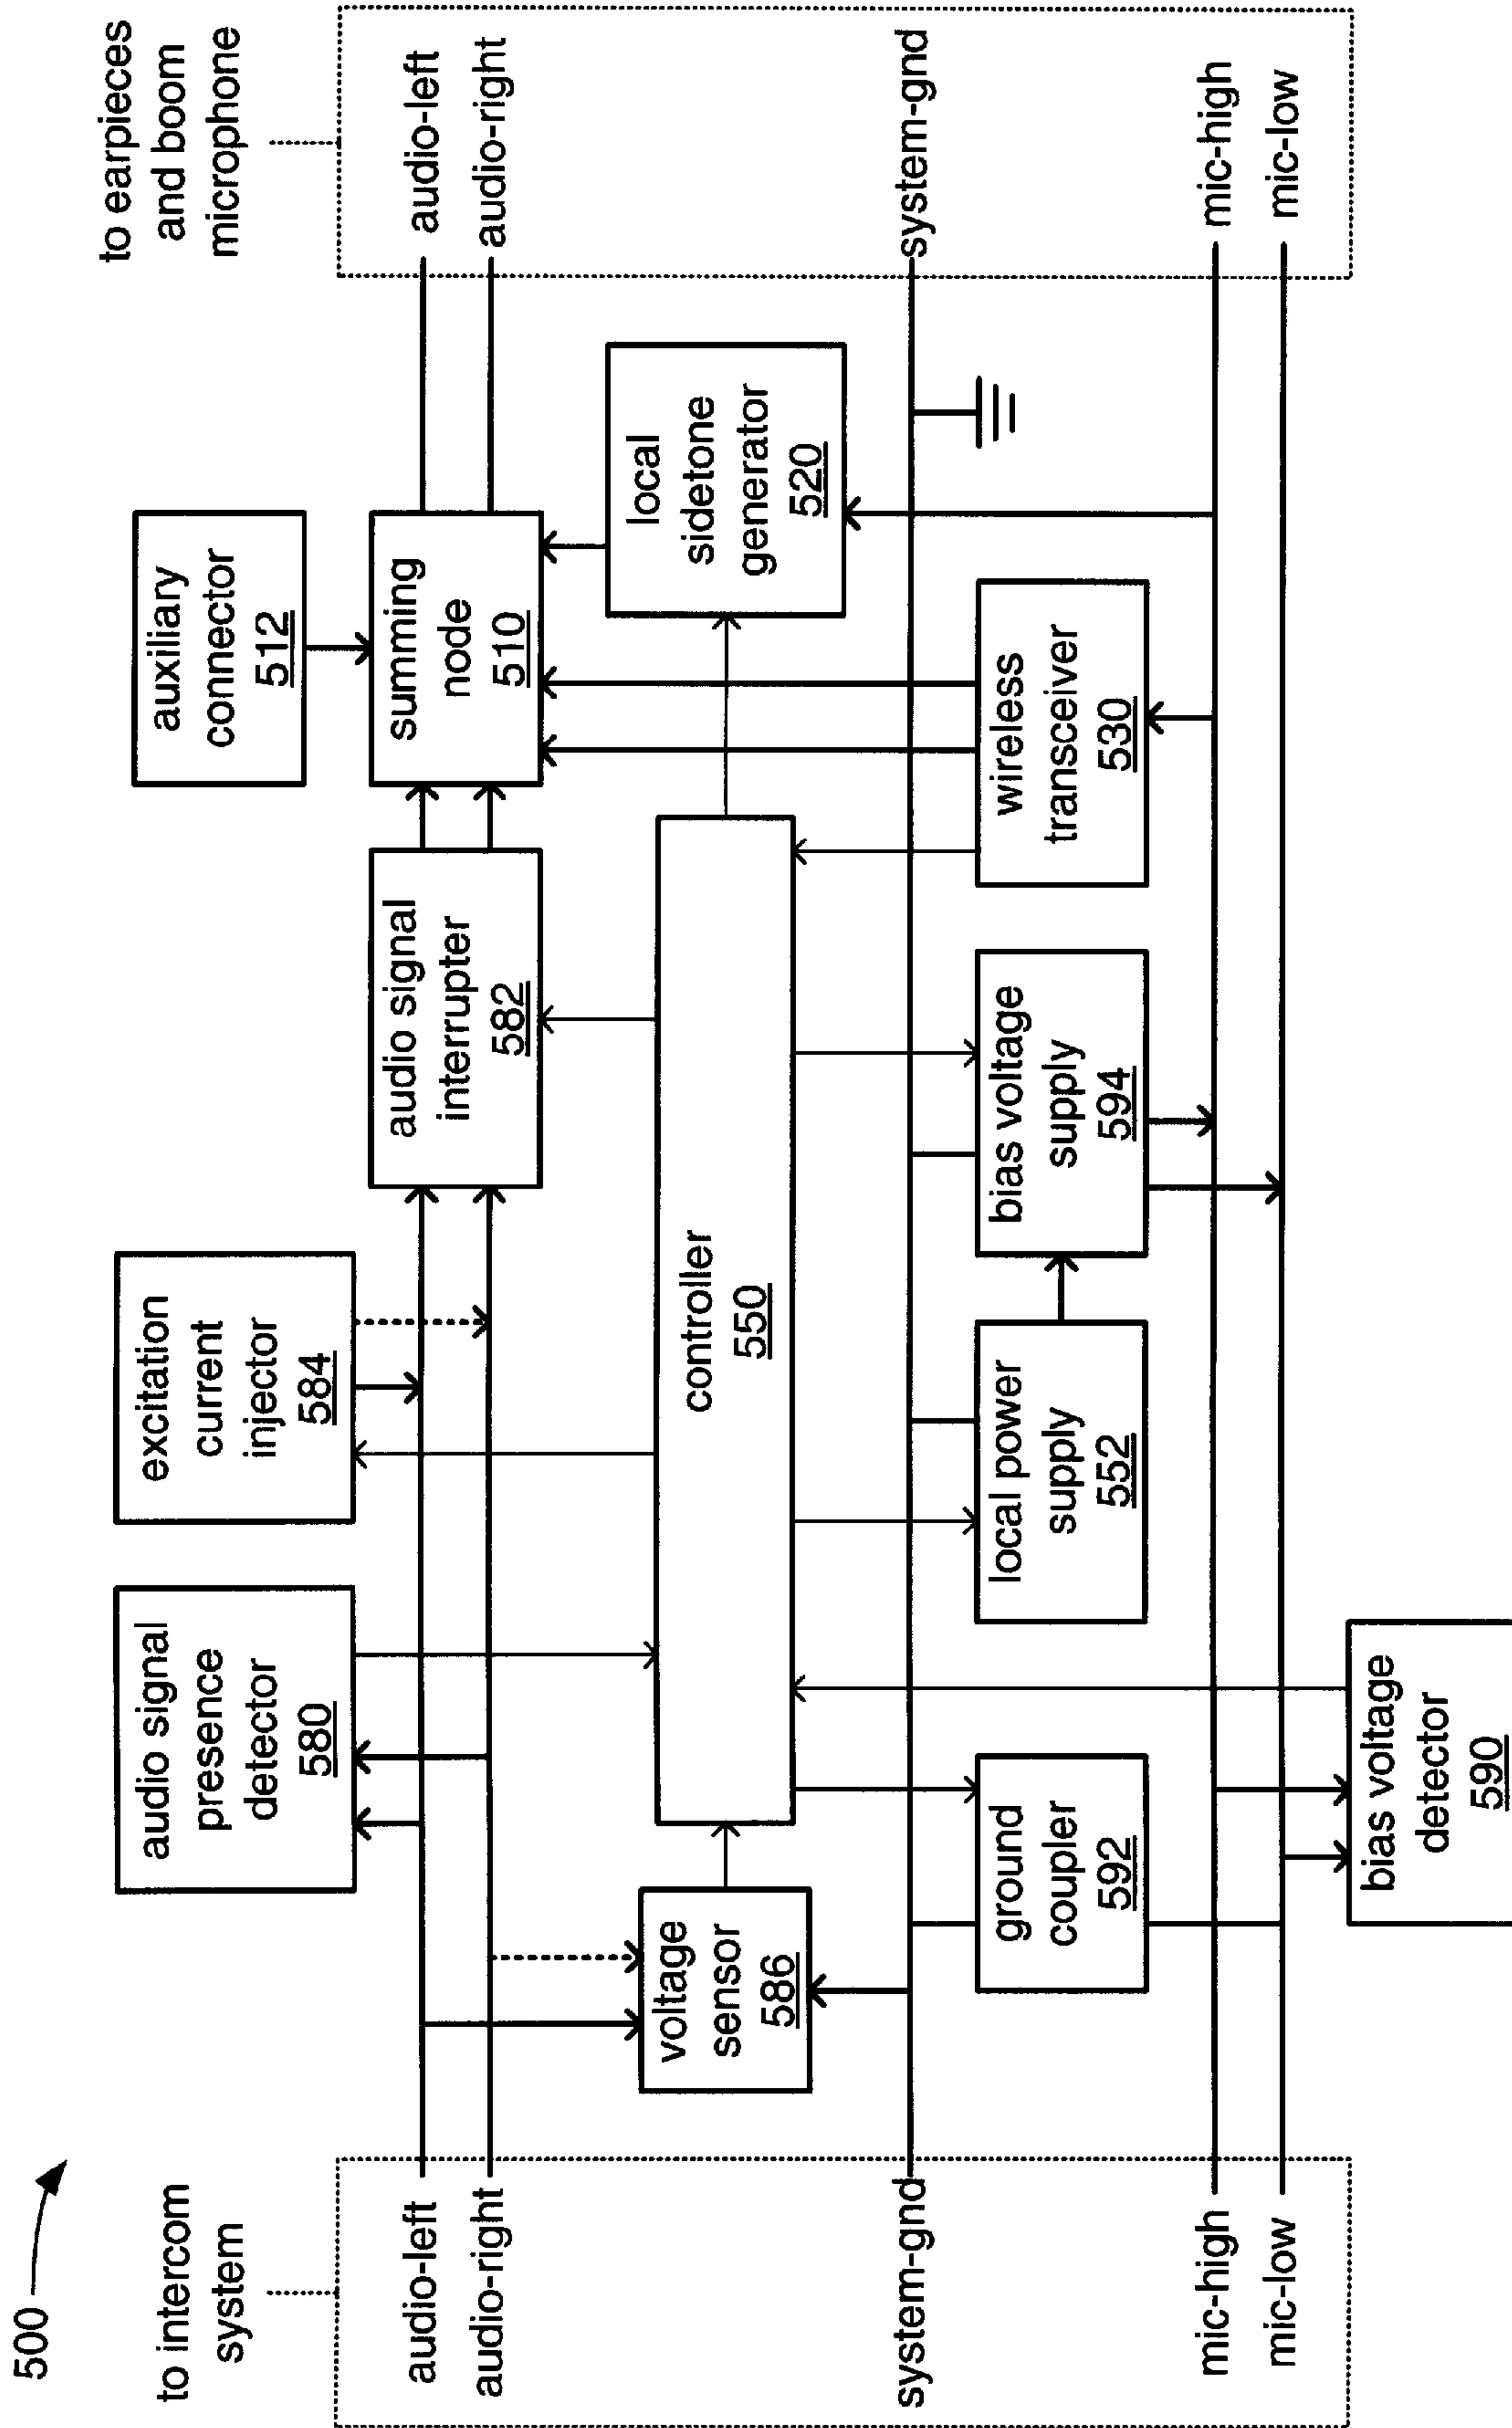 500
to intercom
system
audio-left
audio-right
system-gnd
mic-high
mic-low
audio signal
presence
detector
580
excitation
current
injector
584
voltage
sensor
586
audio signal
interrupter
582
auxiliary
connector
512
summing
node
510
controller
550
local
sidetone
generator
520
ground
coupler
592
local power
supply
552
bias voltage
supply
594
wireless
transceiver
530
bias voltage
detector
590
to earpieces
and boom
microphone
audio-left
audio-right
system-gnd
mic-high
mic-low